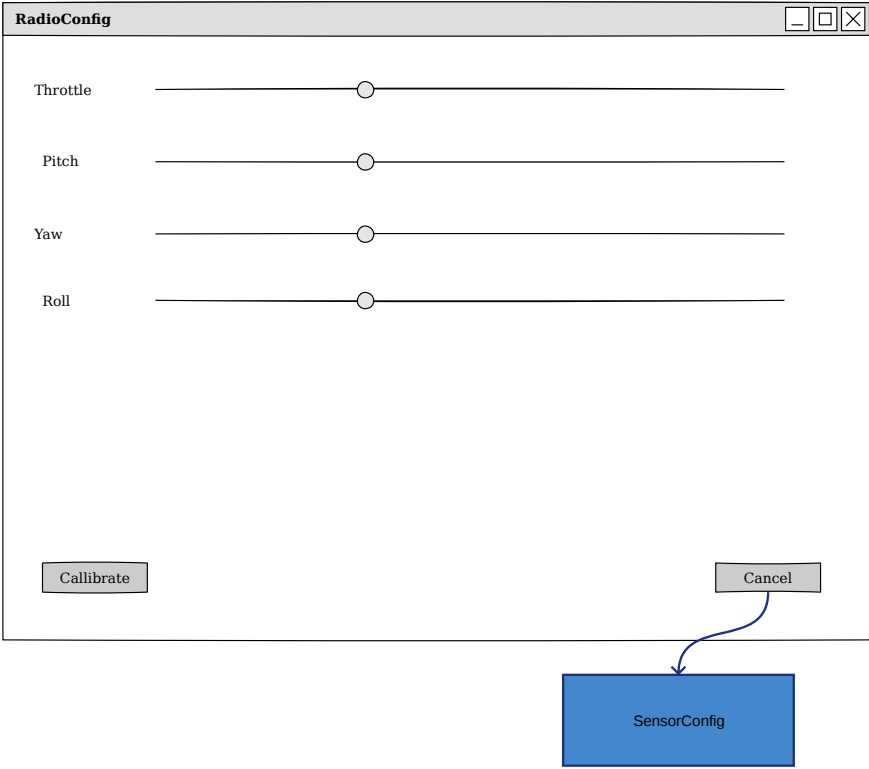 RadioConfig
Throttle
Pitch
Yaw
Roll
Callibrate
Cancel
SensorConfig